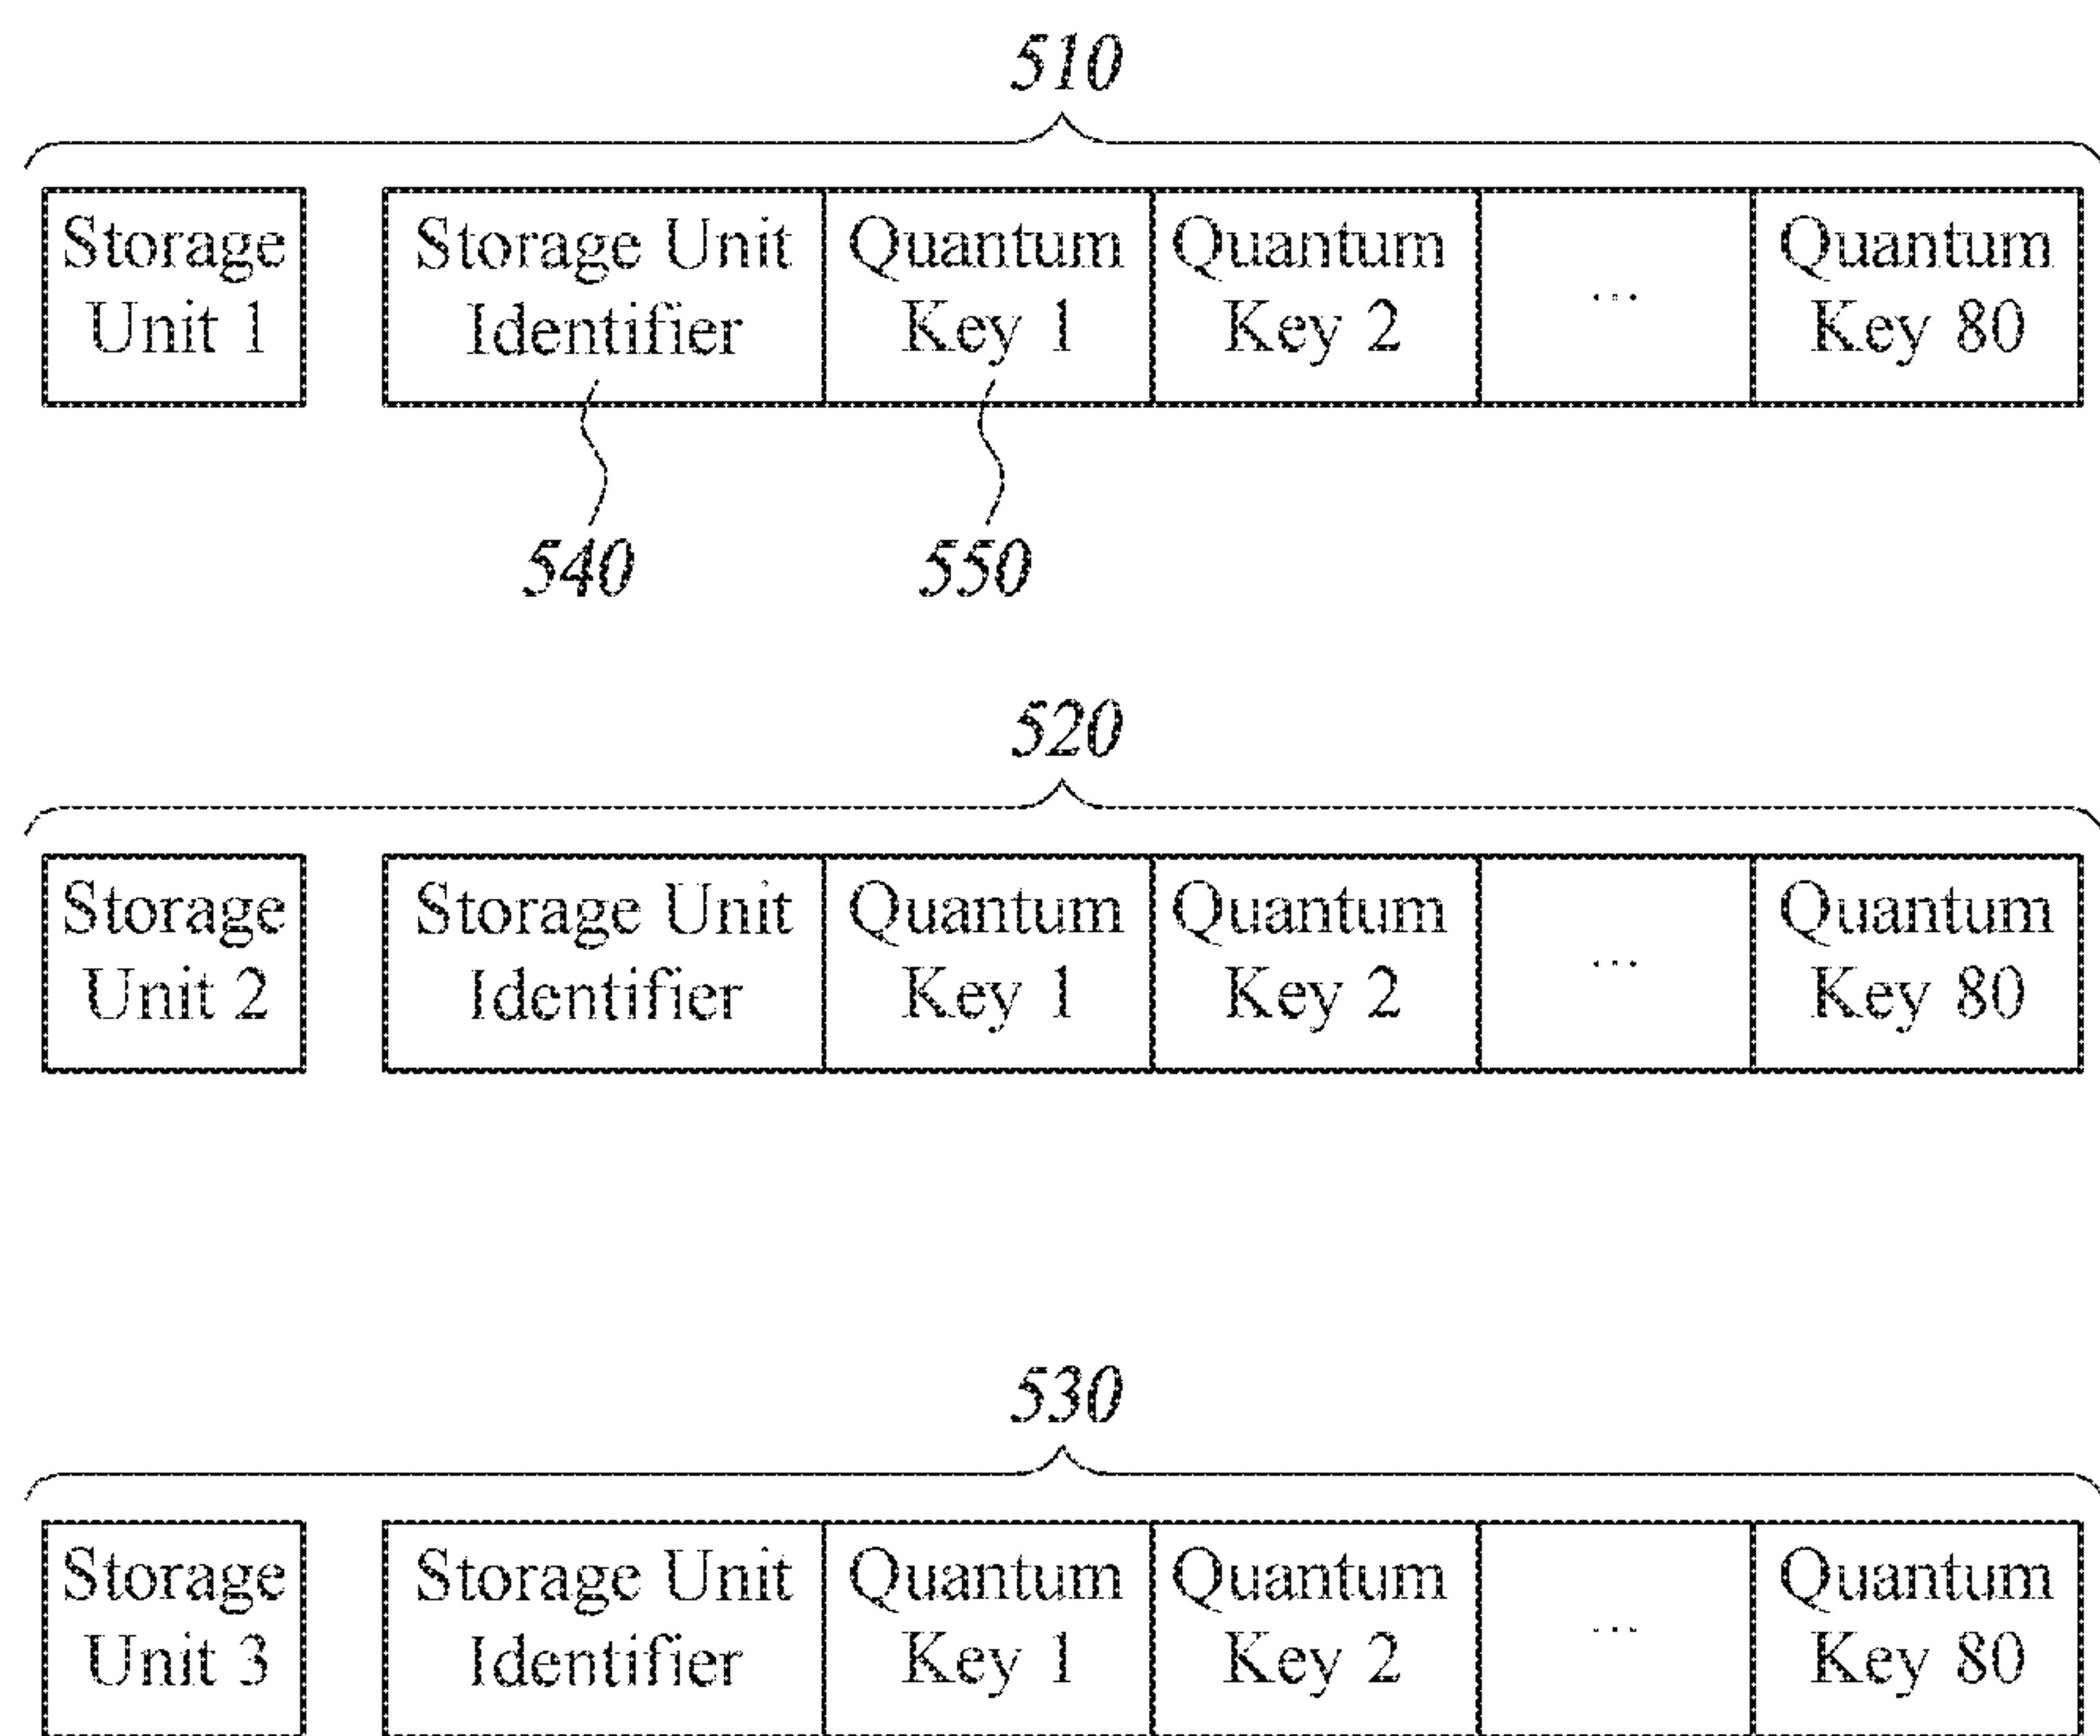 510
Storage
Unit 1
Storage Unit
Identifier
Quantum
Key 1
Quantum
Key 2
...
Quantum
Key 80
540
550
520
Storage
Unit 2
Storage Unit
Identifier
Quantum
Key 1
Quantum
Key 2
...
Quantum
Key 80
530
Storage
Unit 3
Storage Unit
Identifier
Quantum
Key 1
Quantum
Key 2
...
Quantum
Key 80